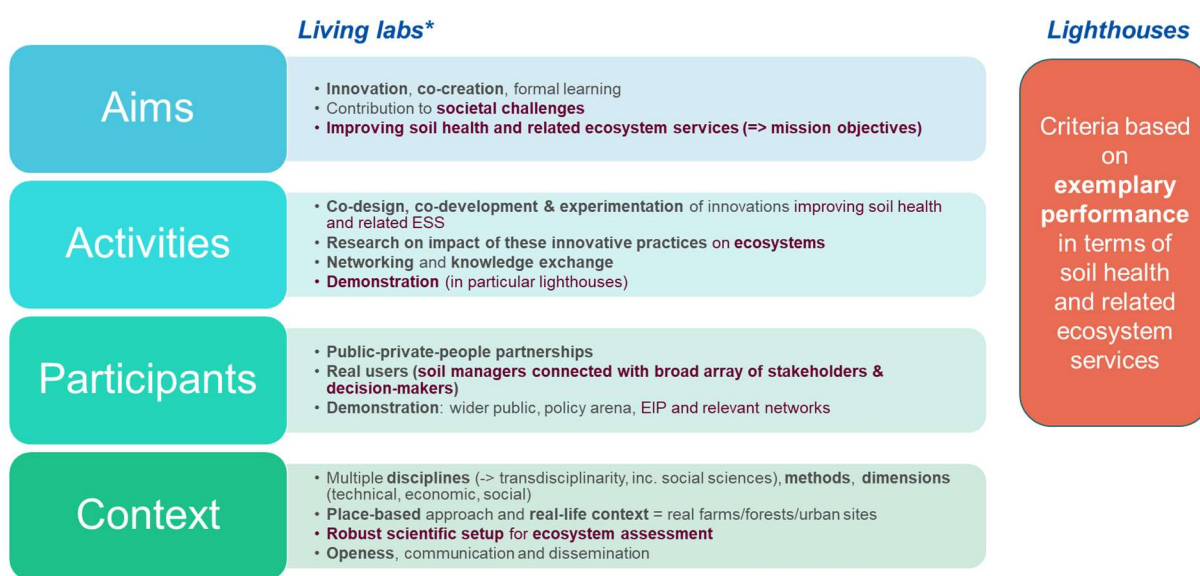 Living labs*
Lighthouses
Aims
• Innovation, co-creation, formal learning
• Contribution to societal challenges
• Improving soil health and related ecosystem services (=> mission objectives)
Activities
• Co-design, co-development & experimentation of innovations improving soil health
and related ESS
• Research on impact of these innovative practices on ecosystems
• Networking and knowledge exchange
• Demonstration (in particular lighthouses)
Participants
• Public-private-people partnerships
• Real users (soil managers connected with broad array of stakeholders &
decision-makers)
• Demonstration: wider public, policy arena, EIP and relevant networks
Context
• Multiple disciplines (-> transdisciplinarity, inc. social sciences), methods, dimensions
(technical, economic, social)
• Place-based approach and real-life context = real farms/forests/urban sites
• Robust scientific setup for ecosystem assessment
• Openess, communication and dissemination
Criteria based
on
exemplary
performance
in terms of
soil health
and related
ecosystem
services